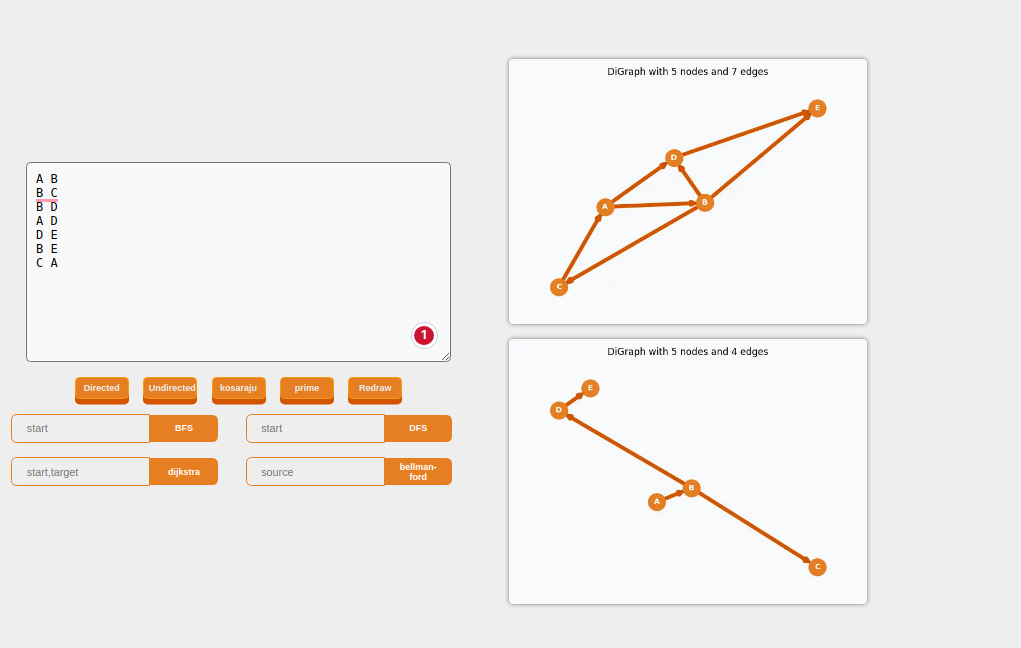 A B
B C
B D
A D
D E
B E
C A
1
Directed Undirected kosaraju prime Redraw
start BFS start DFS
start,target dijkstra source bellman-
ford
DiGraph with 5 nodes and 7 edges
E
D
A B
C
DiGraph with 5 nodes and 4 edges
E
D
B
A
C